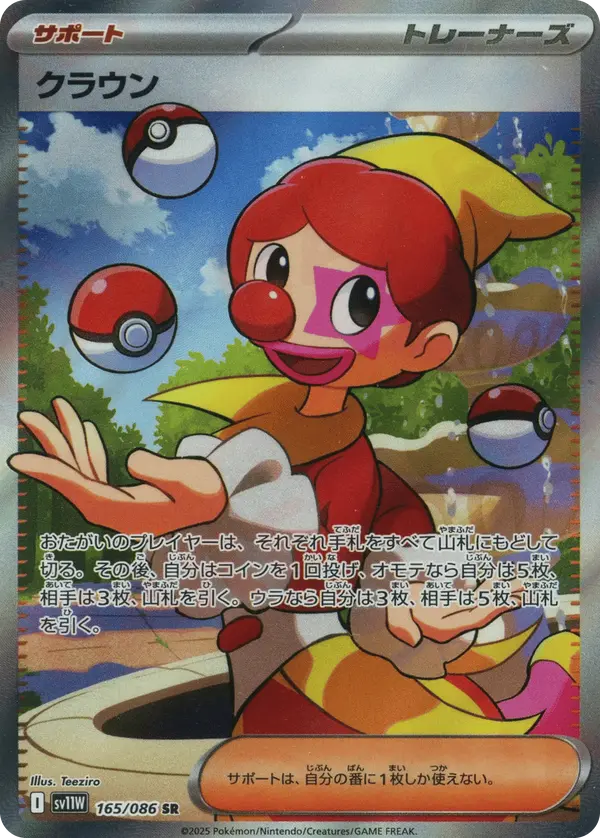 サポート
トレーナーズ
クラウン
おたがいのプレイヤーは、それぞれ手札をすべて山札にもどして
切る。その後、自分はコインを1回投げ、オモテなら自分は5枚、
相手は3枚、山札を引く。ウラなら自分は3枚、相手は5枚、山札
を引く。
サポートは、自分の番に1枚しか使えない。
Illus. Teeziro
I sv11W 165/086 SR
©2025 Pokémon/Nintendo/Creatures/GAME FREAK.